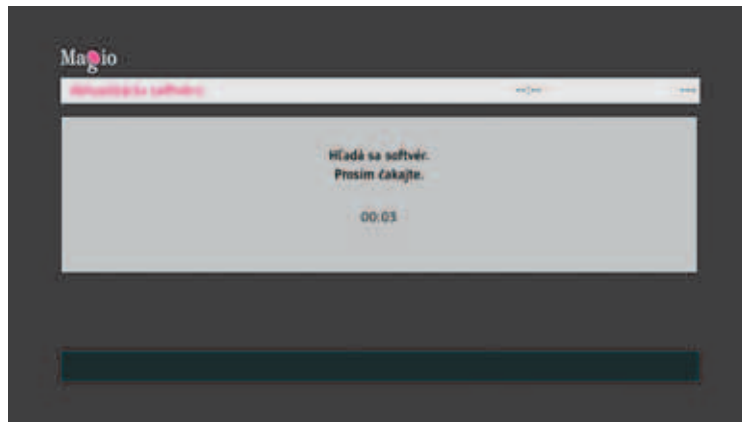 Magio
Aktualizácia softvéru
--:--
---
Hľadá sa softvér.
Prosím čakajte.
00:03